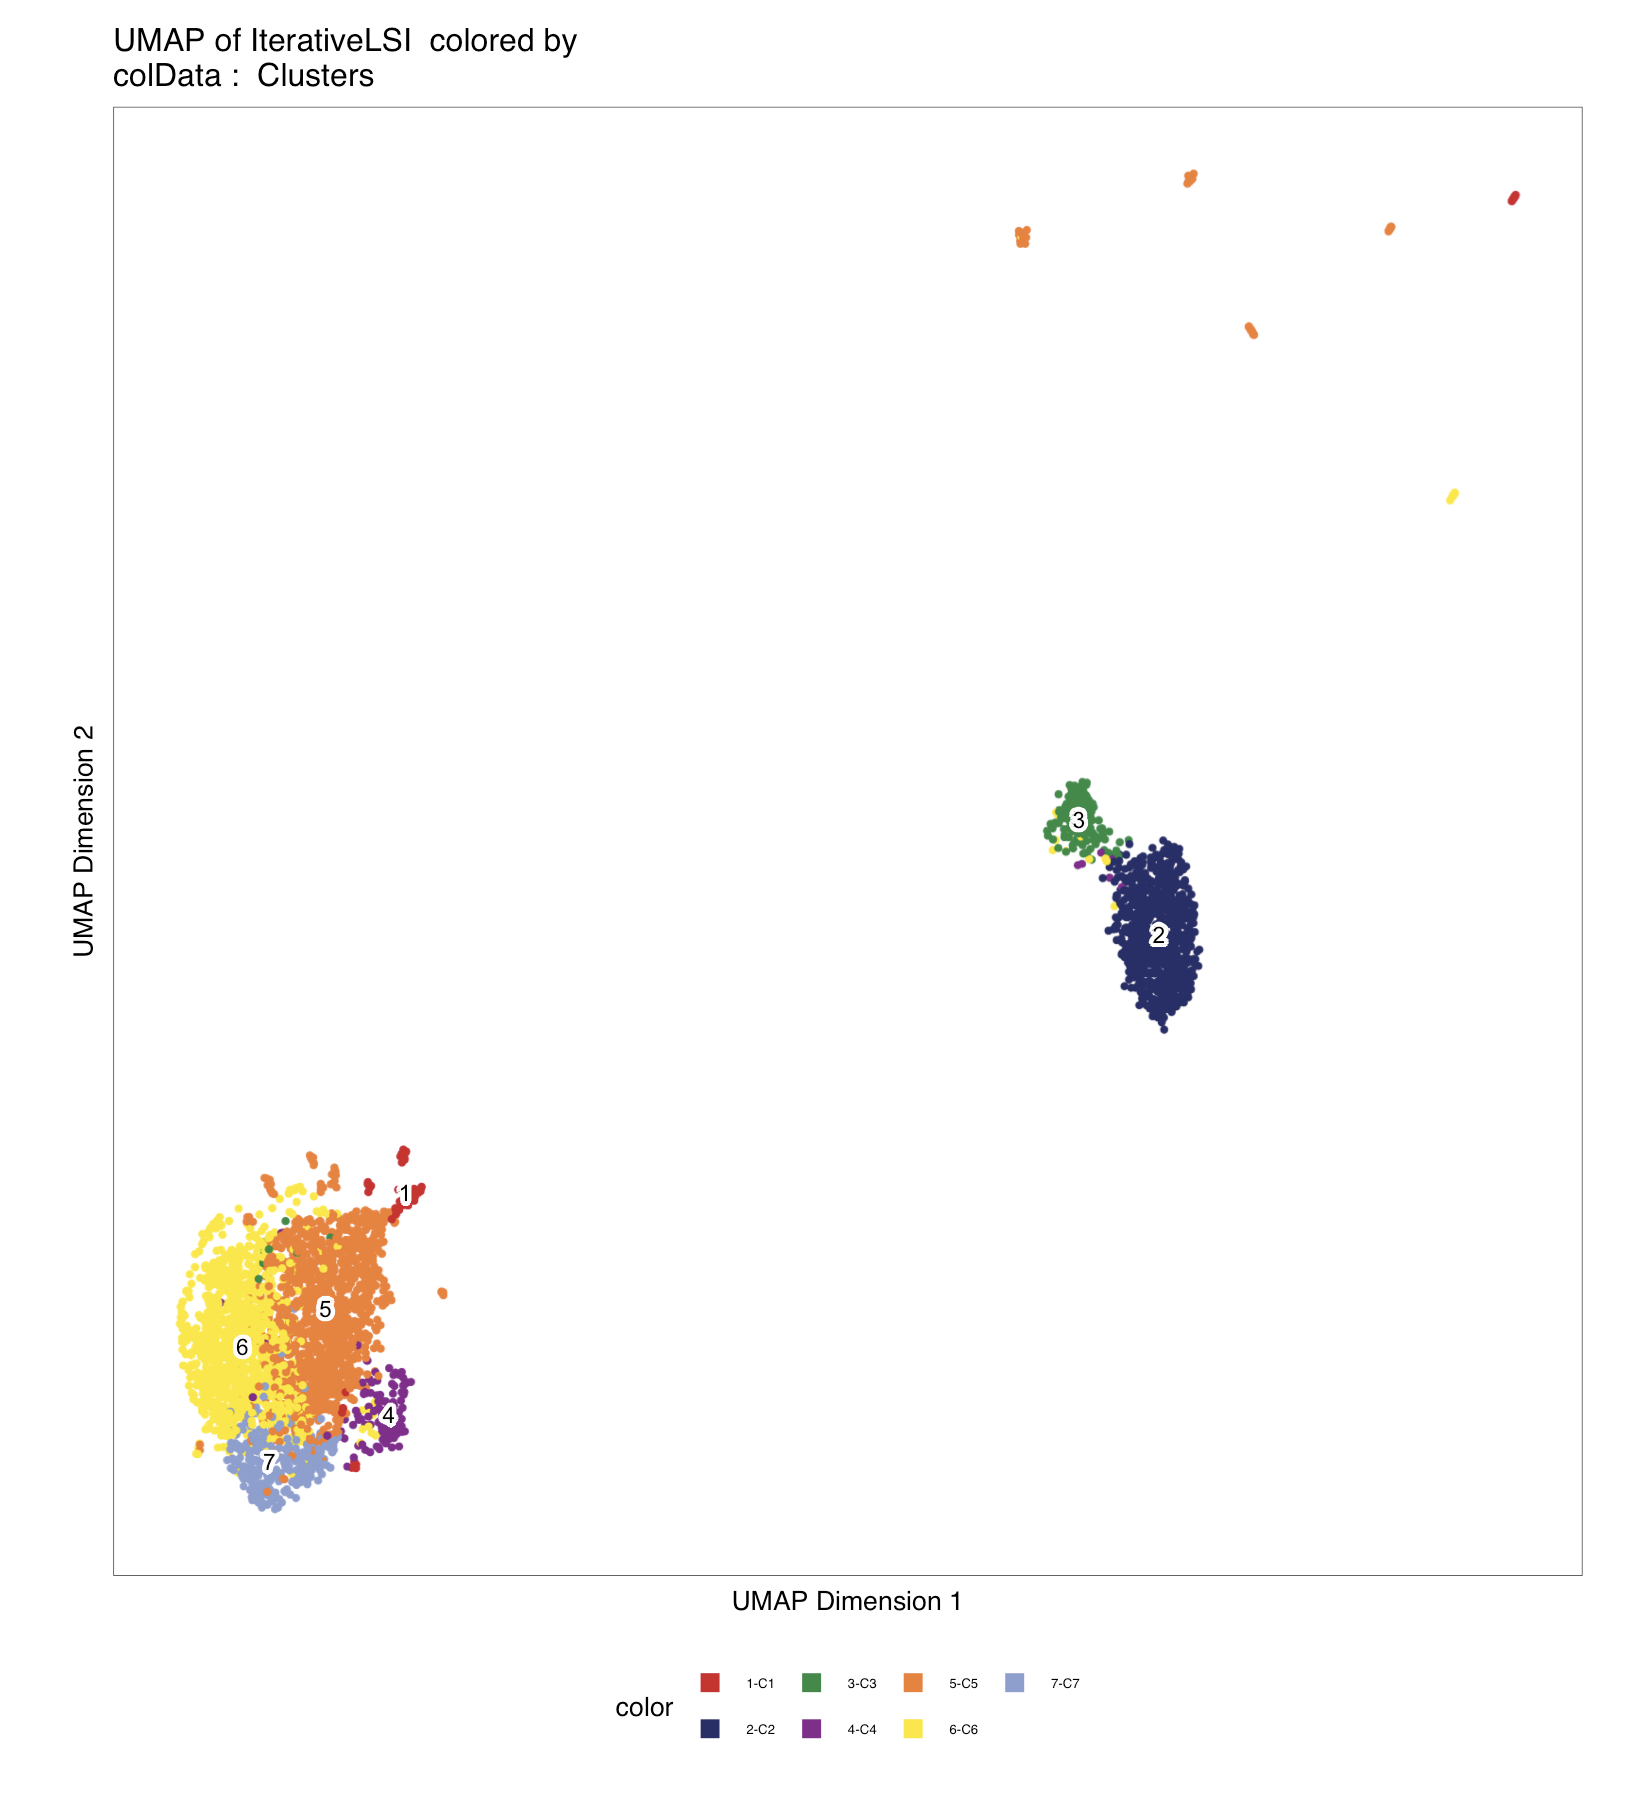 UMAP of IterativeLSI  colored by
colData :  Clusters
UMAP Dimension 2
3
2
1
5
6
4
7
UMAP Dimension 1
color
1-C1
3-C3
5-C5
7-C7
2-C2
4-C4
6-C6